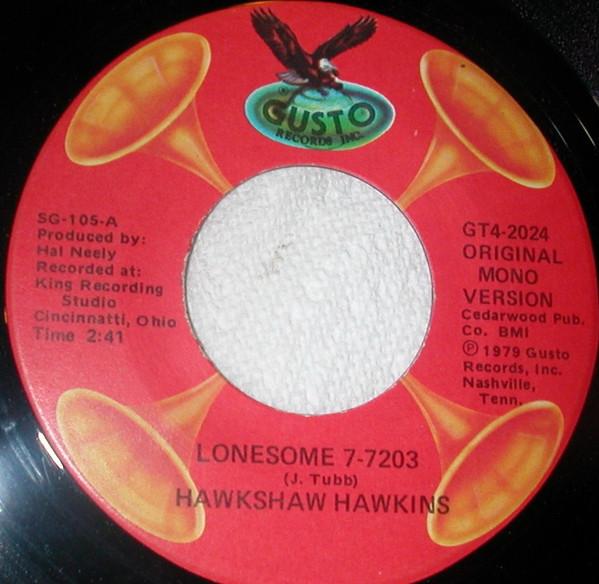 ®
GUSTO
RECORDS INC.
SG-105-A
Produced by:
Hal Neely
Recorded at:
King Recording
Studio
Cincinnatti, Ohio
Time 2:41
GT4-2024
ORIGINAL
MONO
VERSION
Cedarwood Pub.
Co. BMI
℗ 1979 Gusto
Records, Inc.
Nashville,
Tenn.
LONESOME 7-7203
(J. Tubb)
HAWKSHAW HAWKINS